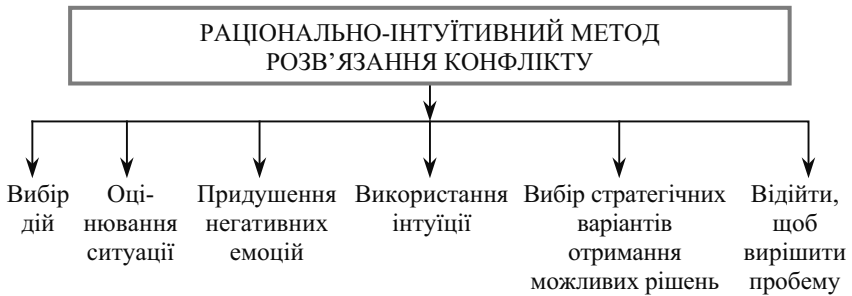 РАЦІОНАЛЬНО-ІНТУЇТИВНИЙ МЕТОД
РОЗВ’ЯЗАННЯ КОНФЛІКТУ
Вибір
дій
Оці-
нювання
ситуації
Придушення
негативних
емоцій
Використання
інтуїції
Вибір стратегічних
варіантів
отримання
можливих рішень
Відійти,
щоб
вирішити
пробему